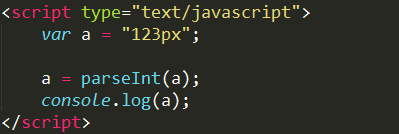 <script type="text/javascript">
    var a = "123px";

    a = parseInt(a);
    console.log(a);
</script>